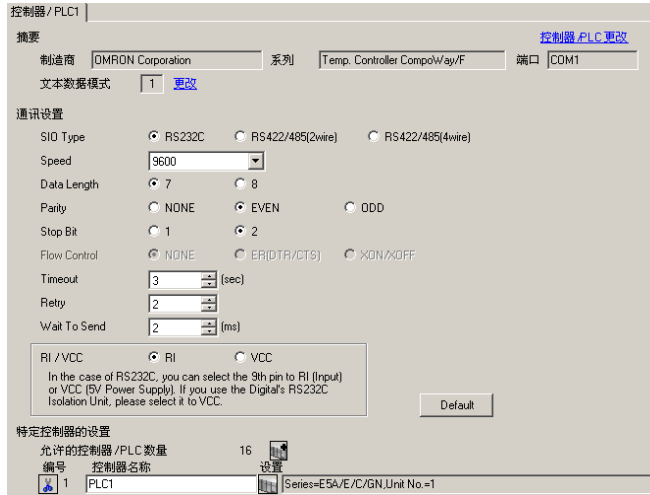 控制器/PLC1
摘要 控制器/PLC更改
制造商 OMRON Corporation 系列 Temp. Controller CompoWay/F 端口 COM1
文本数据模式 1 更改
通讯设置
SIO Type RS232C RS422/485(2wire) RS422/485(4wire)
Speed 9600
Data Length 7 8
Parity NONE EVEN ODD
Stop Bit 1 2
Flow Control NONE ER(DTR/CTS) XON/XOFF
Timeout 3 (sec)
Retry 2
Wait To Send 2 (ms)
RI / VCC RI VCC
In the case of RS232C, you can select the 9th pin to RI (Input)
or VCC (5V Power Supply). If you use the Digital's RS232C
Isolation Unit, please select it to VCC.
Default
特定控制器的设置
允许的控制器/PLC数量 16
编号 控制器名称 设置
1 PLC1 Series=E5A/E/C/GN,Unit No.=1